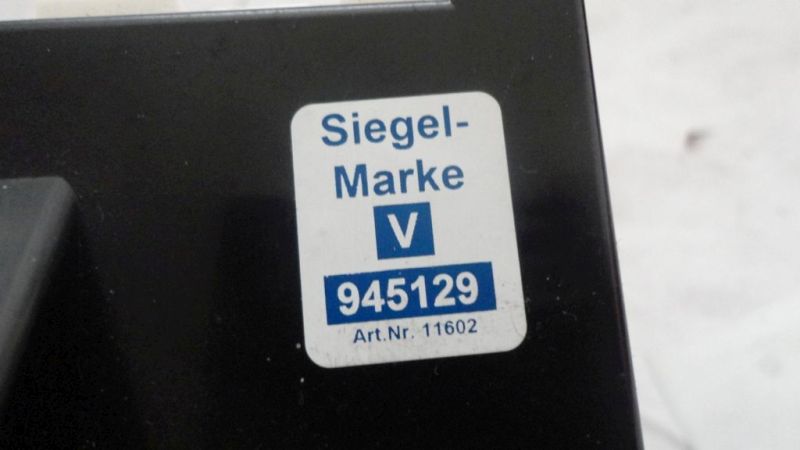 Siegel-
Marke
V
945129
Art.Nr. 11602